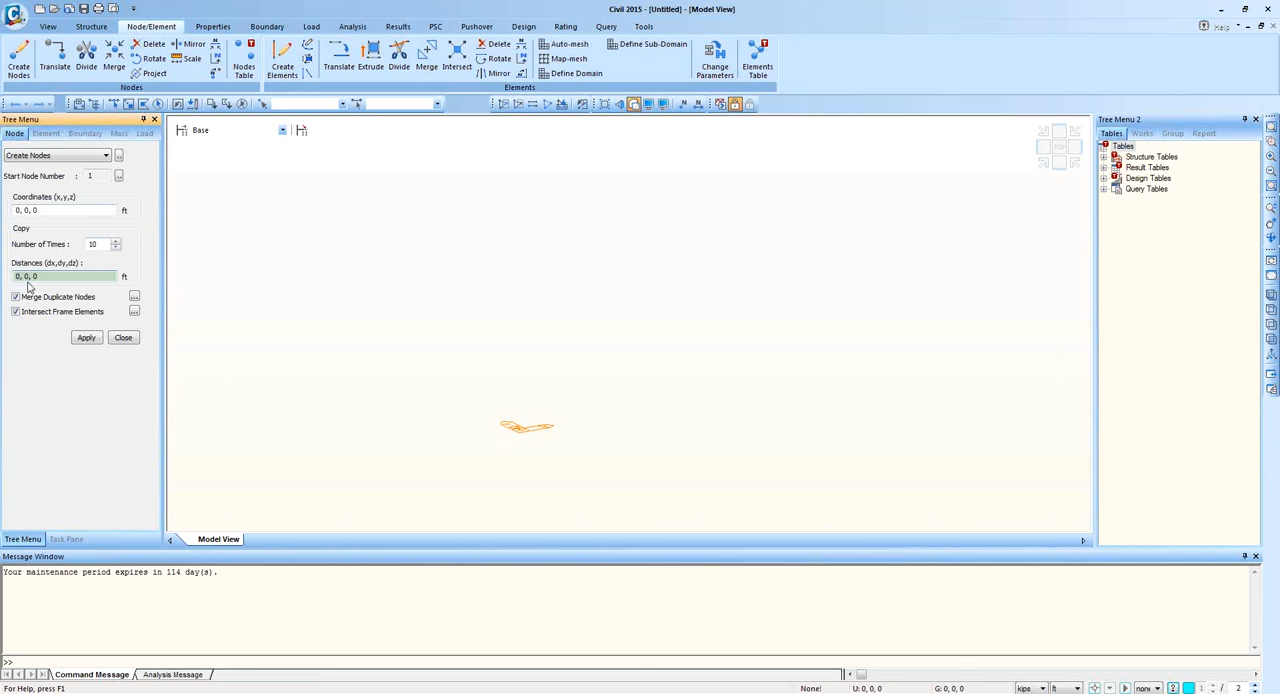 Civil 2015 - [Untitled] - [Model View]
View Structure Node/Element Properties Boundary Load Analysis Results PSC Pushover Design Rating Query Tools Help
Create Nodes Translate Divide Merge Delete Rotate Project Mirror Scale Nodes Table
Create Elements Translate Extrude Divide Merge Intersect Delete Rotate Mirror Auto-mesh Map-mesh Define Domain Define Sub-Domain Change Parameters Elements Table
Nodes Elements
Tree Menu
Node Element Boundary Mass Load
Create Nodes
Start Node Number : 1
Coordinates (x,y,z)
0, 0, 0 ft
Copy
Number of Times : 10
Distances (dx,dy,dz) :
0, 0, 0 ft
Merge Duplicate Nodes
Intersect Frame Elements
Apply Close
Tree Menu Task Pane
Base
TOP
Model View
Tree Menu 2
Tables Works Group Report
Tables
Structure Tables
Result Tables
Design Tables
Query Tables
Message Window
Your maintenance period expires in 114 day(s).
>>
Command Message Analysis Message
For Help, press F1 None! U: 0, 0, 0 G: 0, 0, 0 kips ft non 1 / 2